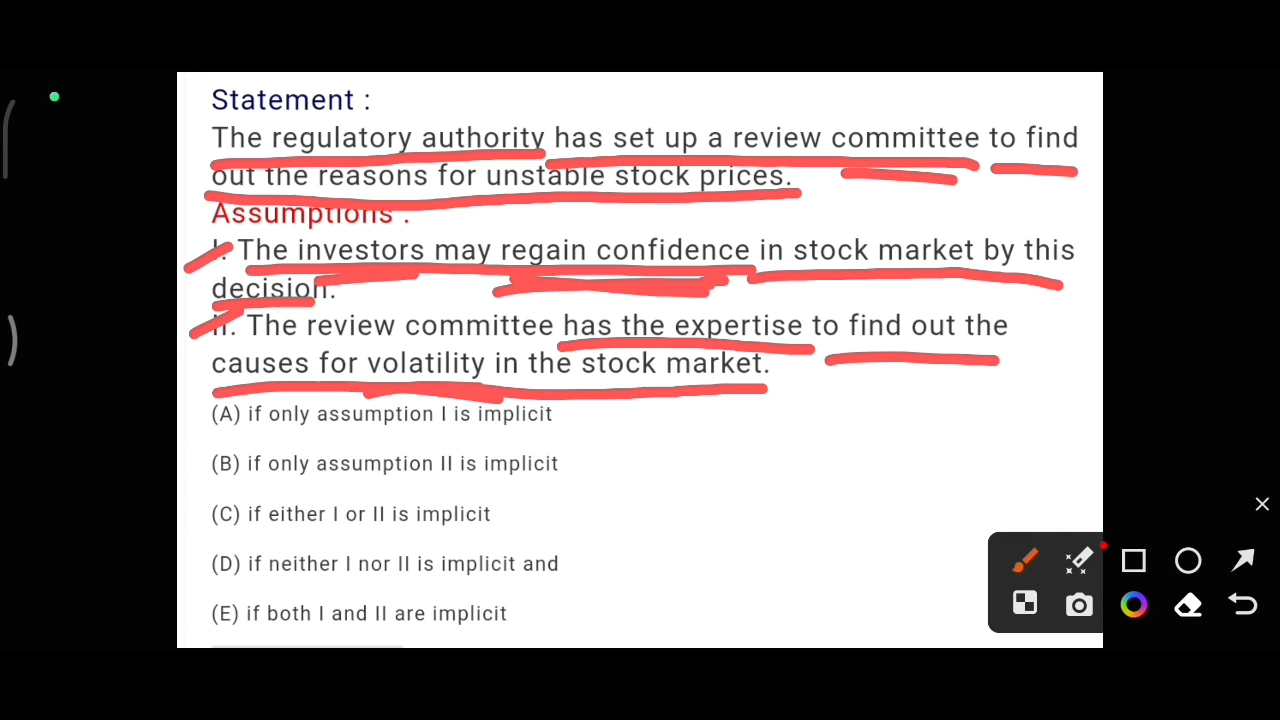 Statement :
The regulatory authority has set up a review committee to find
out the reasons for unstable stock prices.
Assumptions :
I. The investors may regain confidence in stock market by this
decision.
II. The review committee has the expertise to find out the
causes for volatility in the stock market.
(A) if only assumption I is implicit
(B) if only assumption II is implicit
(C) if either I or II is implicit
(D) if neither I nor II is implicit and
(E) if both I and II are implicit